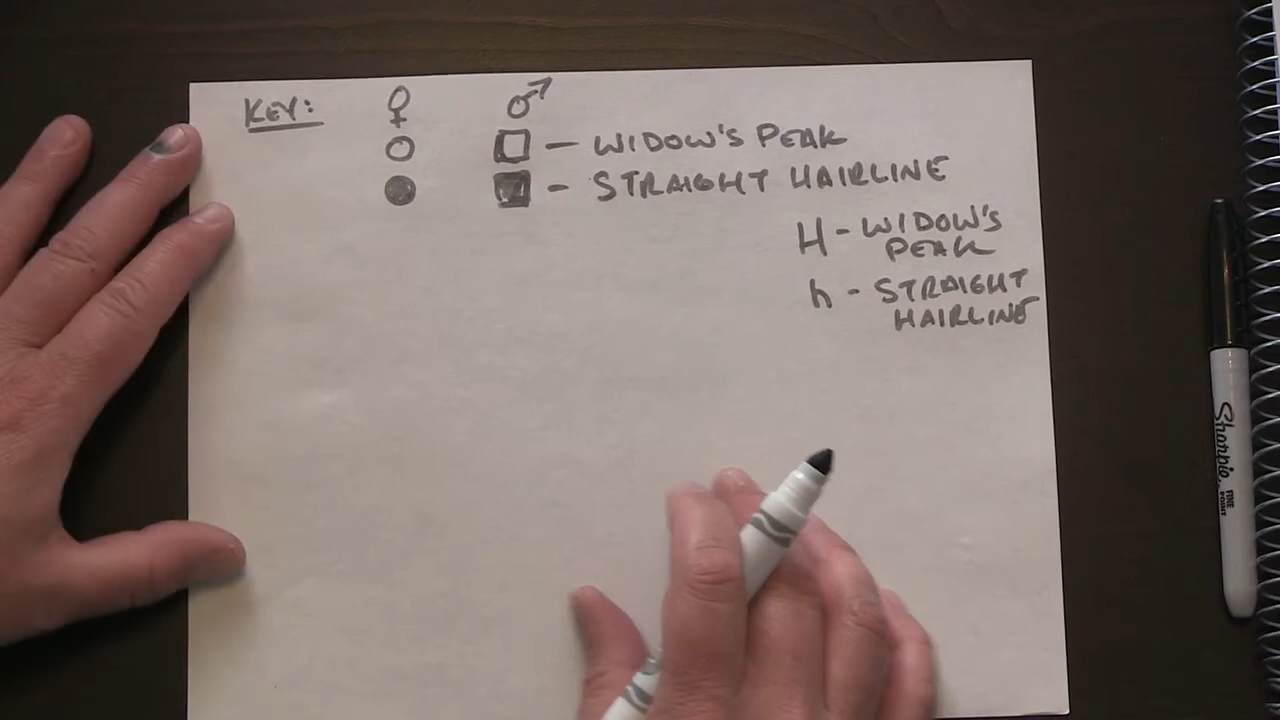 KEY: ♀ ♂
— WIDOW'S PEAK
- STRAIGHT HAIRLINE
H - WIDOW'S
PEAK
h - STRAIGHT
HAIRLINE
Sharpie.
FINE
POINT